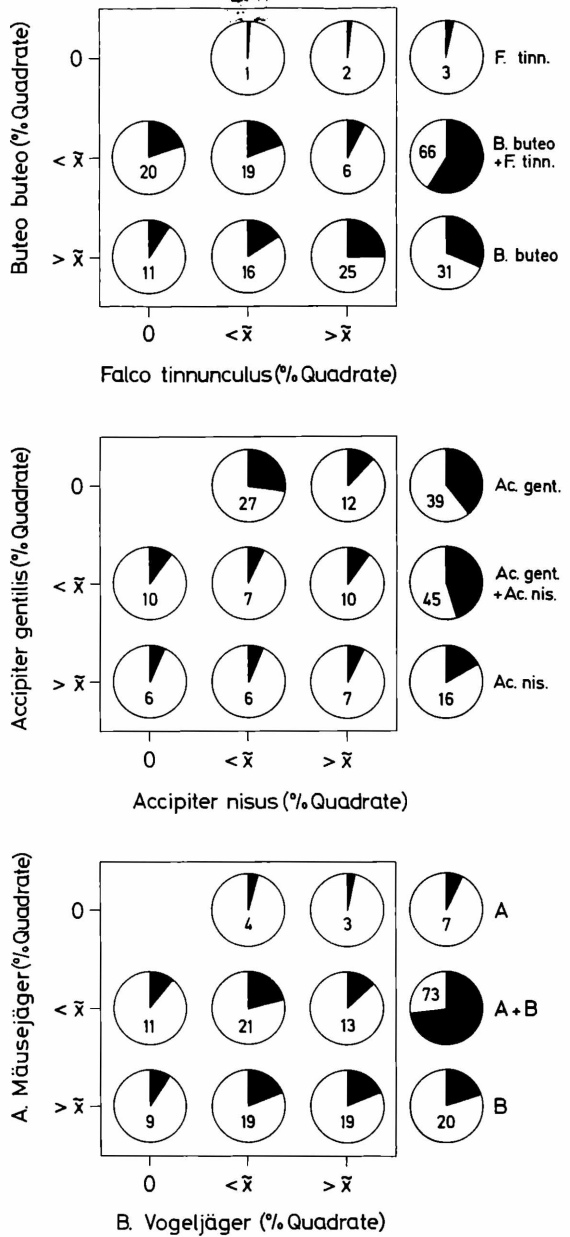 Buteo buteo (% Quadrate)
0
1
2
3
F. tinn.
< x̃
20
19
6
66
B. buteo
+F. tinn.
> x̃
11
16
25
31
B. buteo
0
< x̃
> x̃
Falco tinnunculus (% Quadrate)
Accipiter gentilis (% Quadrate)
0
27
12
39
Ac. gent.
< x̃
10
7
10
45
Ac. gent.
+Ac. nis.
> x̃
6
6
7
16
Ac. nis.
0
< x̃
> x̃
Accipiter nisus (% Quadrate)
A. Mäusejäger (% Quadrate)
0
4
3
7
A
< x̃
11
21
13
73
A + B
> x̃
9
19
19
20
B
0
< x̃
> x̃
B. Vogeljäger (% Quadrate)